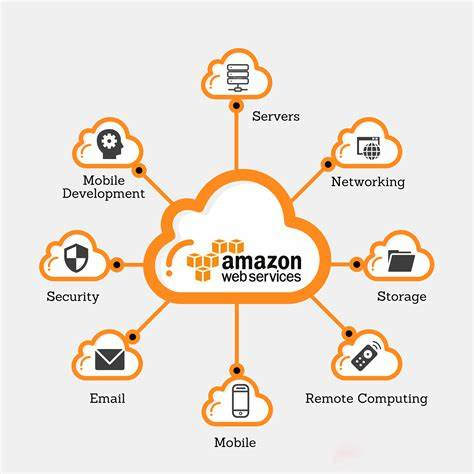 Servers
Mobile
Development
Networking
amazon
web services
Security
Storage
Email
Remote Computing
Mobile